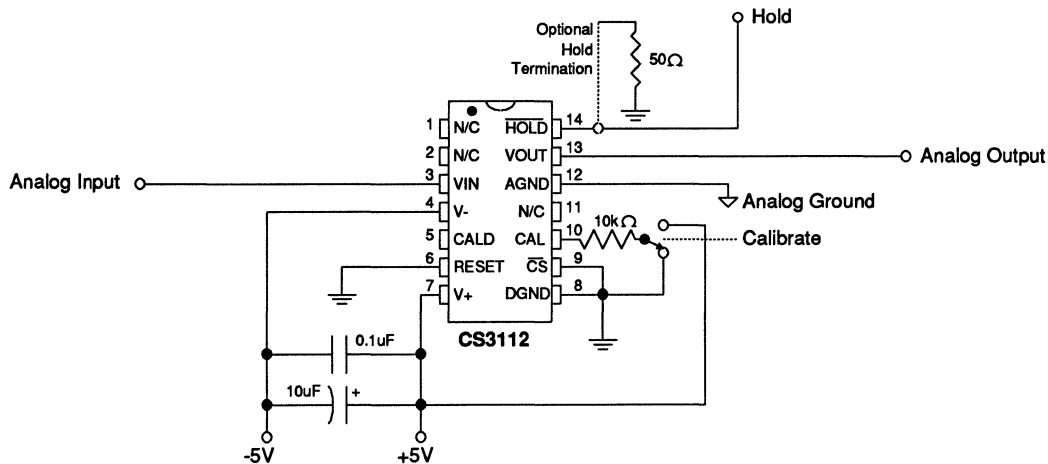 Hold
Optional
Hold
Termination
50Ω
1 N/C
HOLD 14
2 N/C
VOUT 13
Analog Output
Analog Input
3 VIN
AGND 12
4 V-
N/C 11
Analog Ground
5 CALD
CAL 10
10kΩ
Calibrate
6 RESET
CS 9
7 V+
DGND 8
CS3112
0.1uF
10uF
+
-5V
+5V